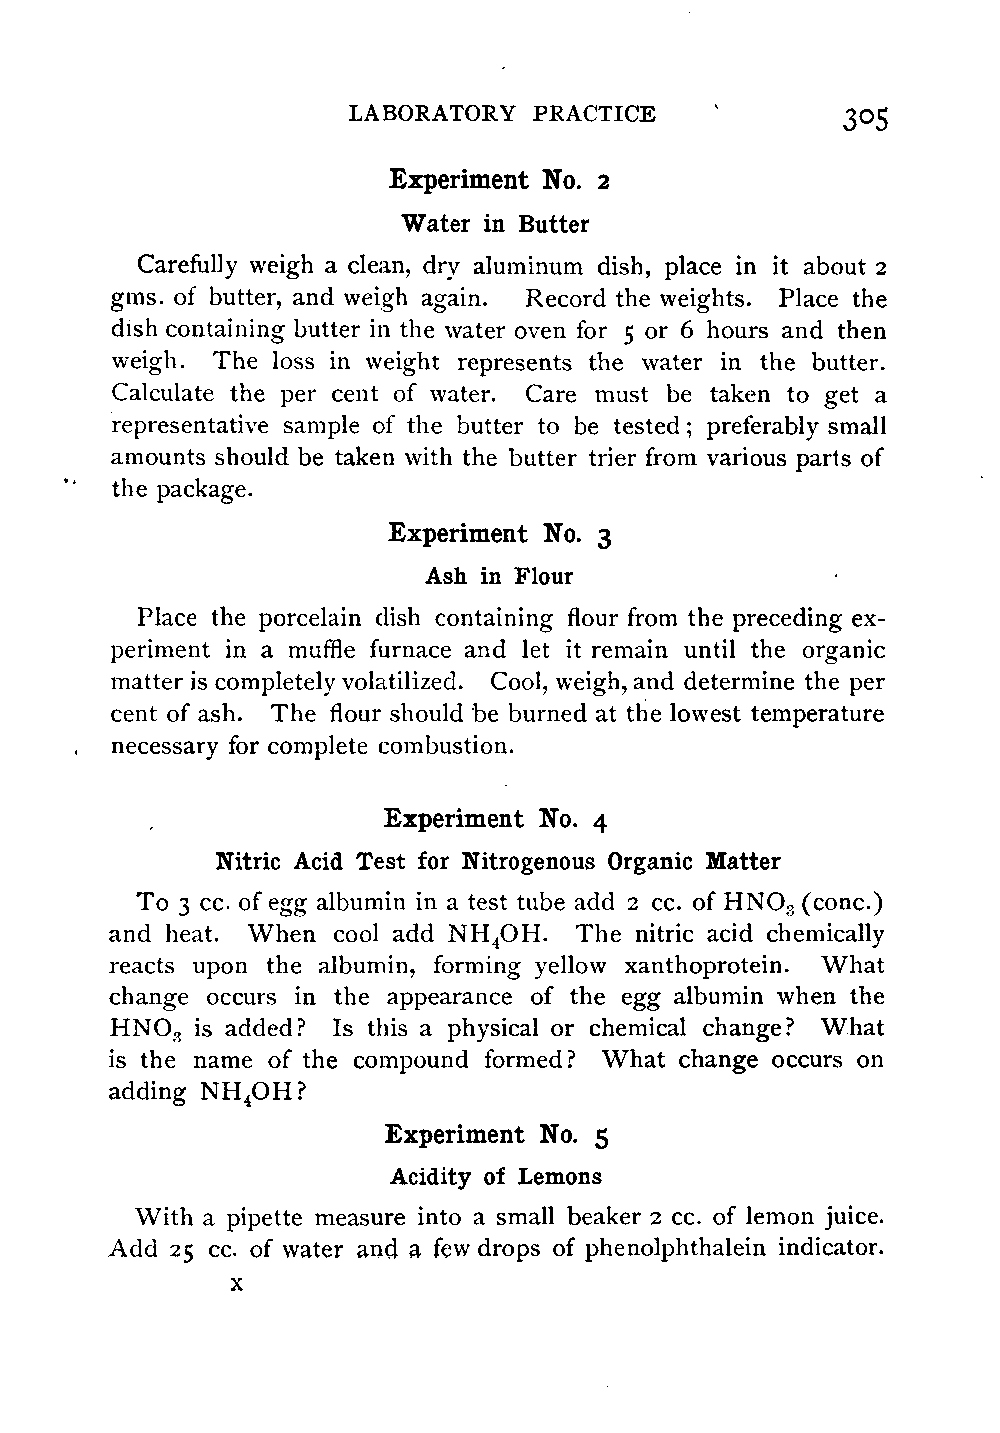 LABORATORY PRACTICE 305
Experiment No. 2
Water in Butter
Carefully weigh a clean, dry aluminum dish, place in it about 2
gms. of butter, and weigh again. Record the weights. Place the
dish containing butter in the water oven for 5 or 6 hours and then
weigh. The loss in weight represents the water in the butter.
Calculate the per cent of water. Care must be taken to get a
representative sample of the butter to be tested; preferably small
amounts should be taken with the butter trier from various parts of
the package.
Experiment No. 3
Ash in Flour
Place the porcelain dish containing flour from the preceding ex-
periment in a muffle furnace and let it remain until the organic
matter is completely volatilized. Cool, weigh, and determine the per
cent of ash. The flour should be burned at the lowest temperature
necessary for complete combustion.
Experiment No. 4
Nitric Acid Test for Nitrogenous Organic Matter
To 3 cc. of egg albumin in a test tube add 2 cc. of HNO₃ (conc.)
and heat. When cool add NH₄OH. The nitric acid chemically
reacts upon the albumin, forming yellow xanthoprotein. What
change occurs in the appearance of the egg albumin when the
HNO₃ is added? Is this a physical or chemical change? What
is the name of the compound formed? What change occurs on
adding NH₄OH?
Experiment No. 5
Acidity of Lemons
With a pipette measure into a small beaker 2 cc. of lemon juice.
Add 25 cc. of water and a few drops of phenolphthalein indicator.
x